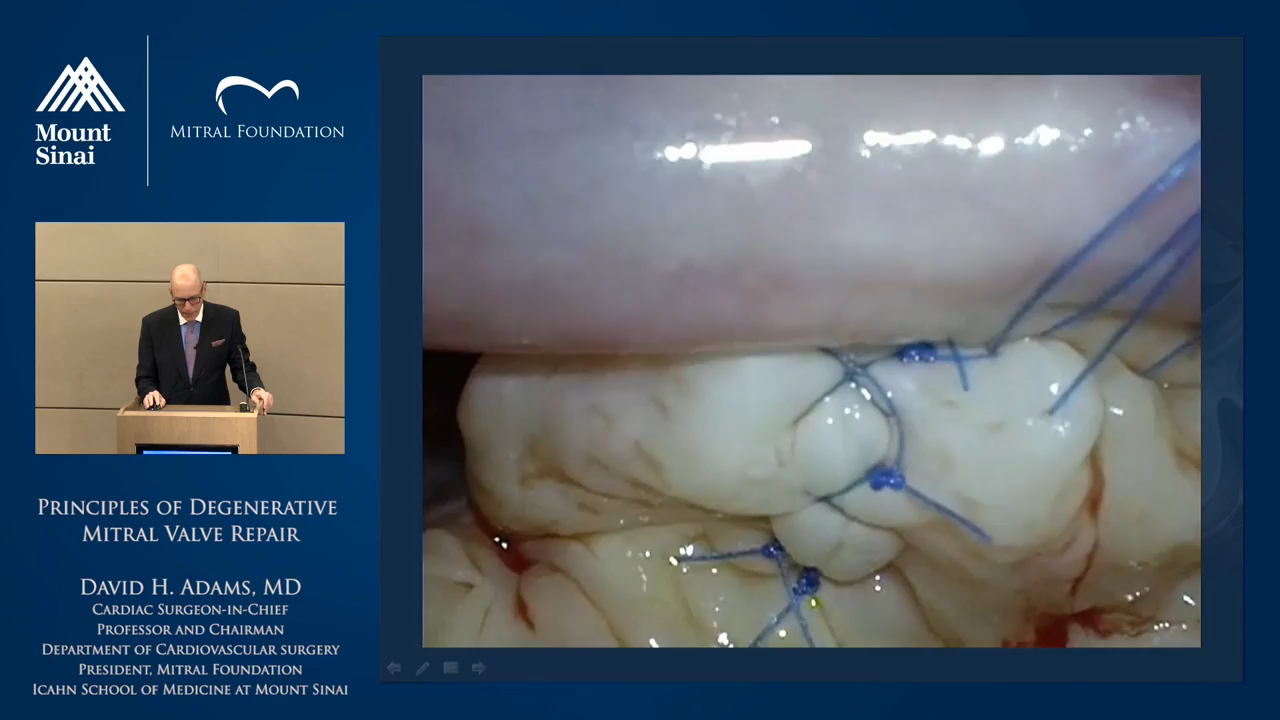 Mount
Sinai
MITRAL FOUNDATION
PRINCIPLES OF DEGENERATIVE
MITRAL VALVE REPAIR
DAVID H. ADAMS, MD
CARDIAC SURGEON-IN-CHIEF
PROFESSOR AND CHAIRMAN
DEPARTMENT OF CARDIOVASCULAR SURGERY
PRESIDENT, MITRAL FOUNDATION
ICAHN SCHOOL OF MEDICINE AT MOUNT SINAI